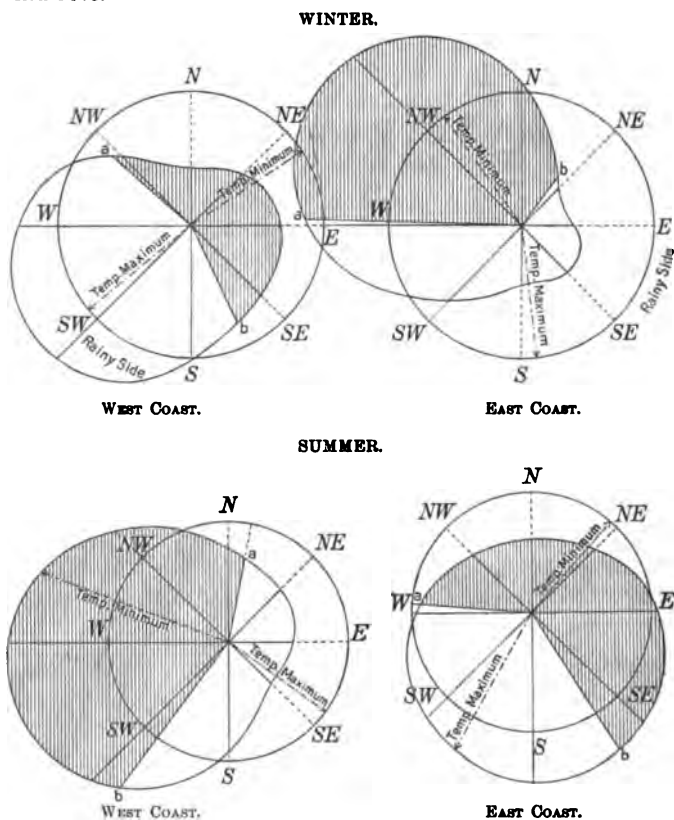 WINTER.
N
NW
NE
a
Temp. Minimum
W
E
Temp. Maximum
SW
b
SE
Rainy Side
S
WEST COAST.
N
NW
NE
Temp. Minimum
b
a
W
E
Temp. Maximum
Rainy Side
SW
SE
S
EAST COAST.
SUMMER.
N
NW
a
NE
Temp. Minimum
W
E
Temp. Maximum
SW
SE
S
b
WEST COAST.
N
NW
NE
Temp. Minimum
W
a
E
Temp. Maximum
SW
SE
S
b
EAST COAST.